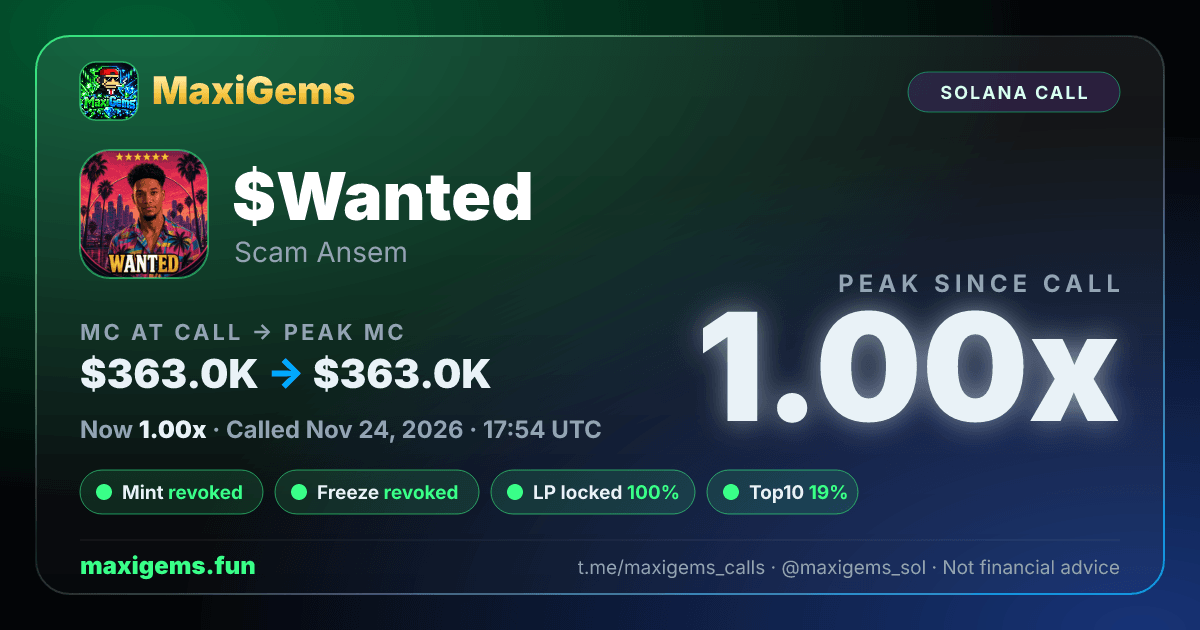 MaxiGems
MaxiGems
SOLANA CALL
WANTED
$Wanted
Scam Ansem
PEAK SINCE CALL
1.00x
MC AT CALL → PEAK MC
$363.0K → $363.0K
Now 1.00x · Called Nov 24, 2026 · 17:54 UTC
Mint revoked
Freeze revoked
LP locked 100%
Top10 19%
maxigems.fun
t.me/maxigems_calls · @maxigems_sol · Not financial advice